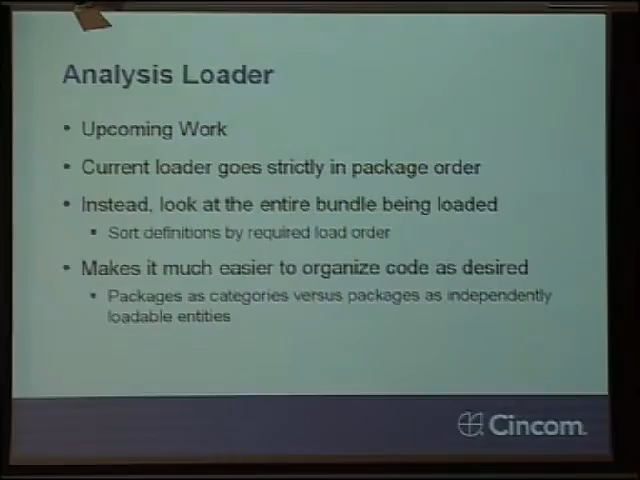 Analysis Loader
• Upcoming Work
• Current loader goes strictly in package order
• Instead, look at the entire bundle being loaded
• Sort definitions by required load order
• Makes it much easier to organize code as desired
• Packages as categories versus packages as independently
loadable entities
Cincom